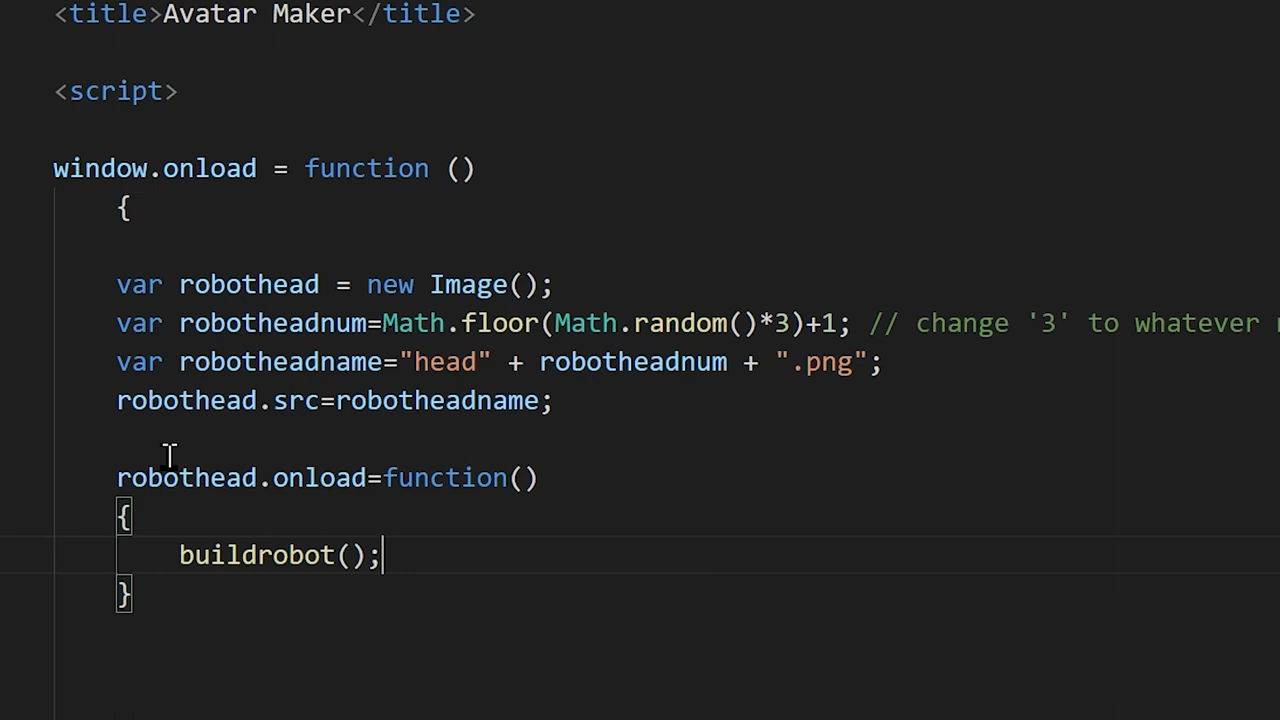 <title>Avatar Maker</title>
<script>
window.onload = function ()
{
var robothead = new Image();
var robotheadnum=Math.floor(Math.random()*3)+1; // change '3' to whatever
var robotheadname="head" + robotheadnum + ".png";
robothead.src=robotheadname;
robothead.onload=function()
{
buildrobot();
}